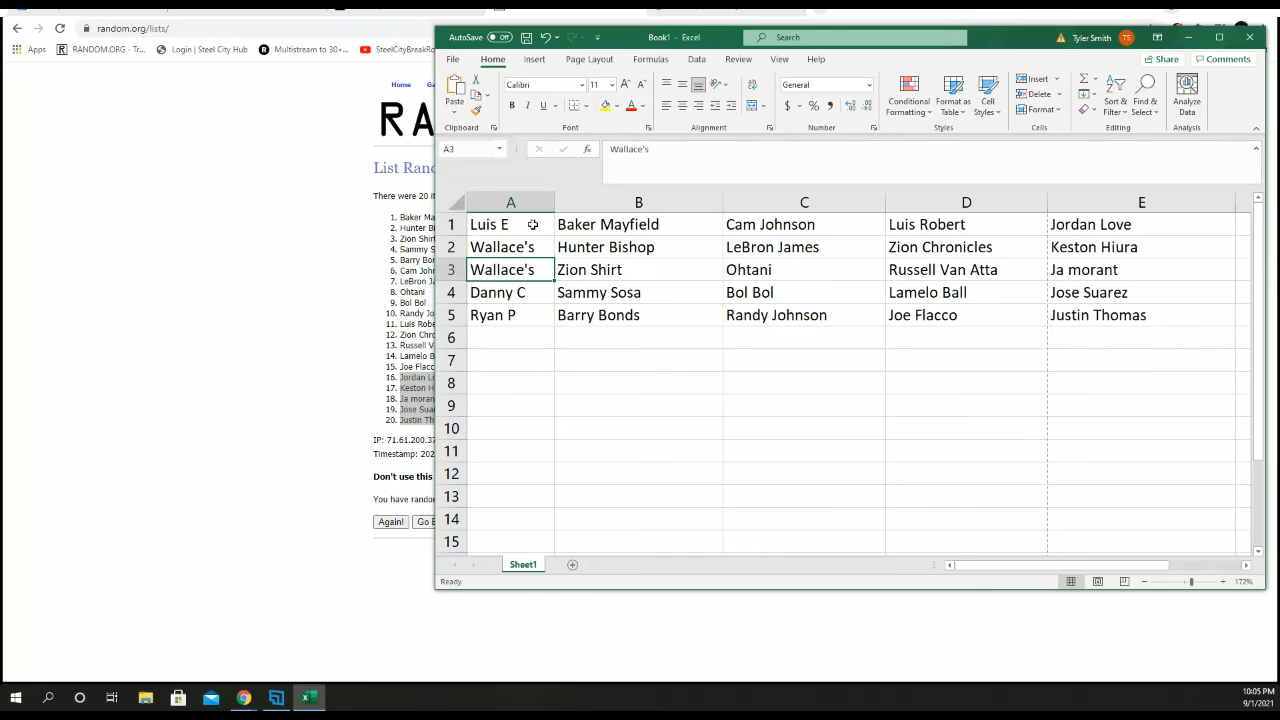 random.org/lists/
Apps RANDOM.ORG - Tr... Login | Steel City Hub Multistream to 30+... SteelCityBreakRo
AutoSave Off Book1 - Excel Search Tyler Smith TS
File Home Insert Page Layout Formulas Data Review View Help Share Comments
Paste Calibri 11 General Conditional Formatting Format as Table Cell Styles Insert Delete Format Sort & Filter Find & Select Analyze Data
Clipboard Font Alignment Number Styles Cells Editing Analysis
A3 Wallace's
A B C D E
1 Luis E Baker Mayfield Cam Johnson Luis Robert Jordan Love
2 Wallace's Hunter Bishop LeBron James Zion Chronicles Keston Hiura
3 Wallace's Zion Shirt Ohtani Russell Van Atta Ja morant
4 Danny C Sammy Sosa Bol Bol Lamelo Ball Jose Suarez
5 Ryan P Barry Bonds Randy Johnson Joe Flacco Justin Thomas
6
7
8
9
10
11
12
13
14
15
Sheet1
Ready 172%
Home
RA
List Ran
There were 20 it
1. Baker Ma
2. Hunter B
3. Zion Shir
4. Sammy S
5. Barry Bo
6. Cam Joh
7. LeBron J
8. Ohtani
9. Bol Bol
10. Randy Jo
11. Luis Robe
12. Zion Chro
13. Russell V
14. Lamelo B
15. Joe Flacc
16. Jordan Lo
17. Keston H
18. Ja moran
19. Jose Suar
20. Justin Th
IP: 71.61.200.37
Timestamp: 202
Don't use this
You have random
Again! Go B
10:05 PM
9/1/2021